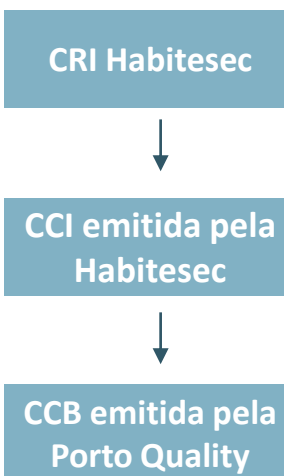 CRI Habitesec
CCI emitida pela
Habitesec
CCB emitida pela
Porto Quality